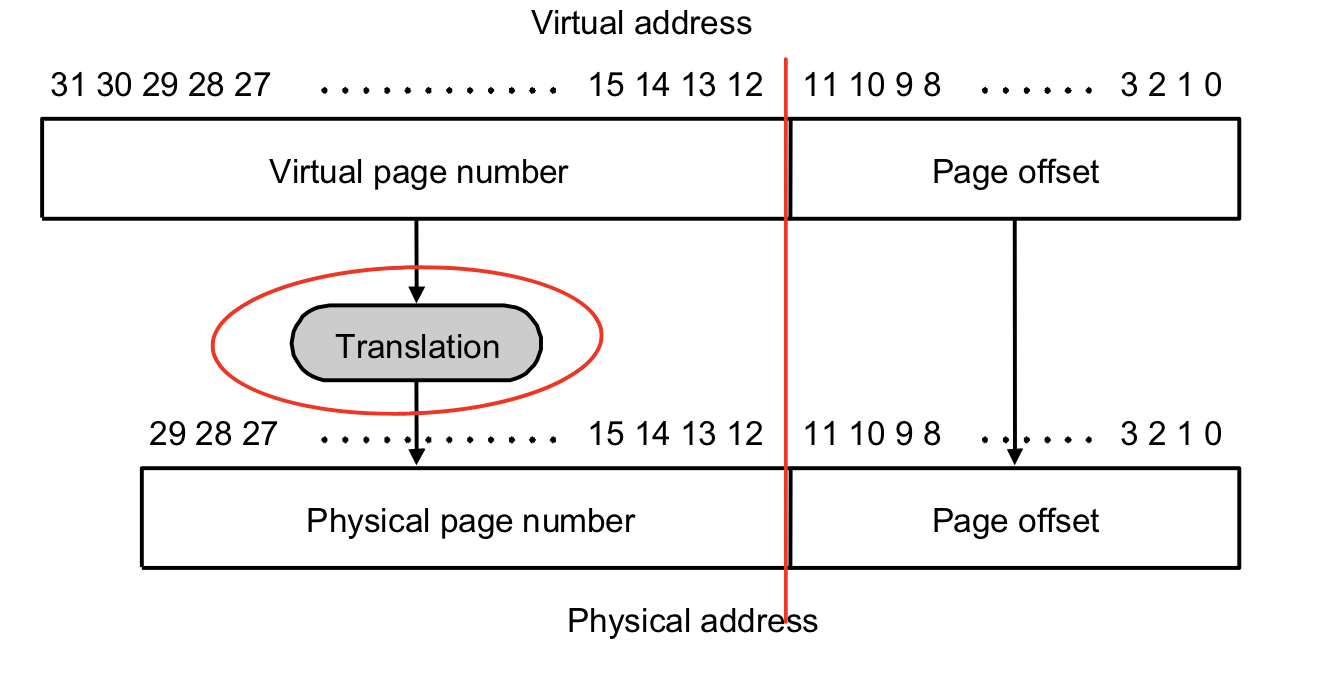 Virtual address
31 30 29 28 27 ............ 15 14 13 12 11 10 9 8 ...... 3 2 1 0
Virtual page number Page offset
Translation
29 28 27 ............ 15 14 13 12 11 10 9 8 ...... 3 2 1 0
Physical page number Page offset
Physical address